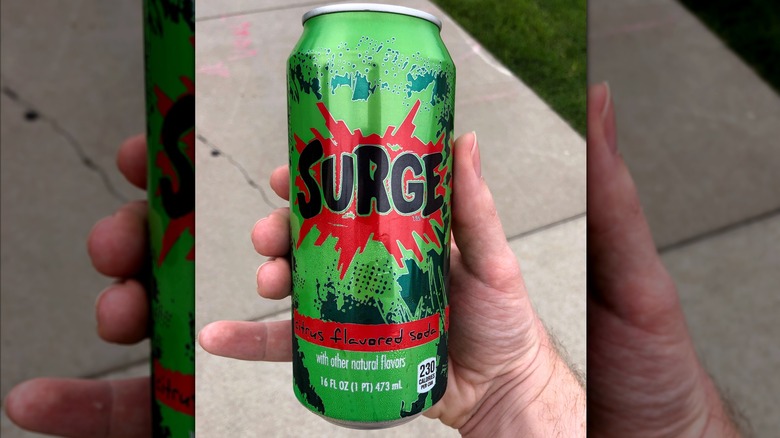 SURGE
citrus flavored soda
with other natural flavors
16 FL OZ (1 PT) 473 mL
230
CALORIES
PER CAN